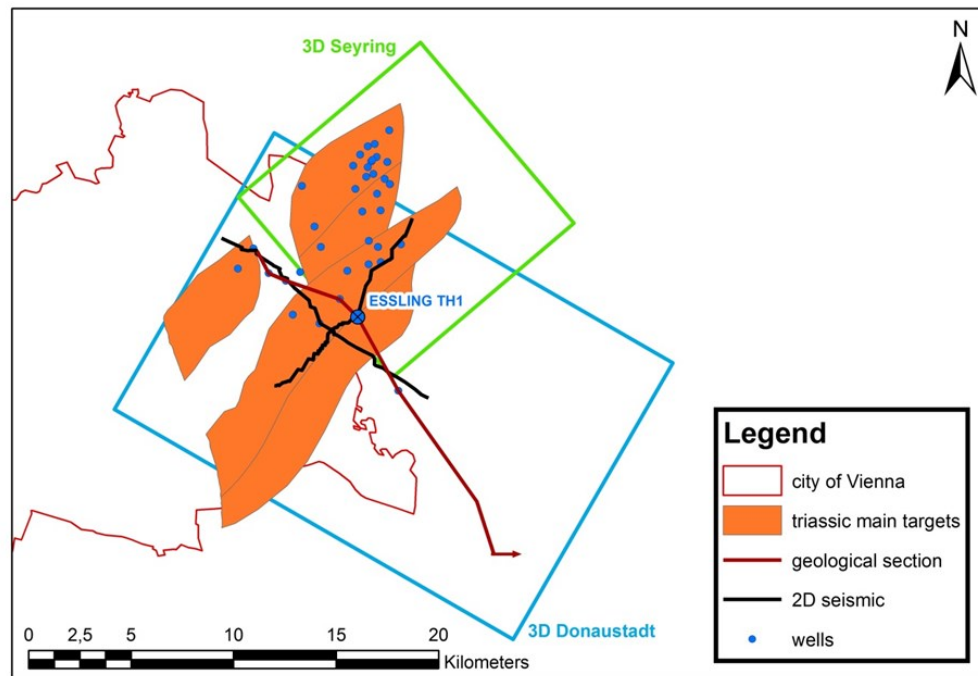 3D Seyring
N
ESSLING TH1
3D Donaustadt
Legend
city of Vienna
triassic main targets
geological section
2D seismic
wells
0 2,5 5 10 15 20
Kilometers